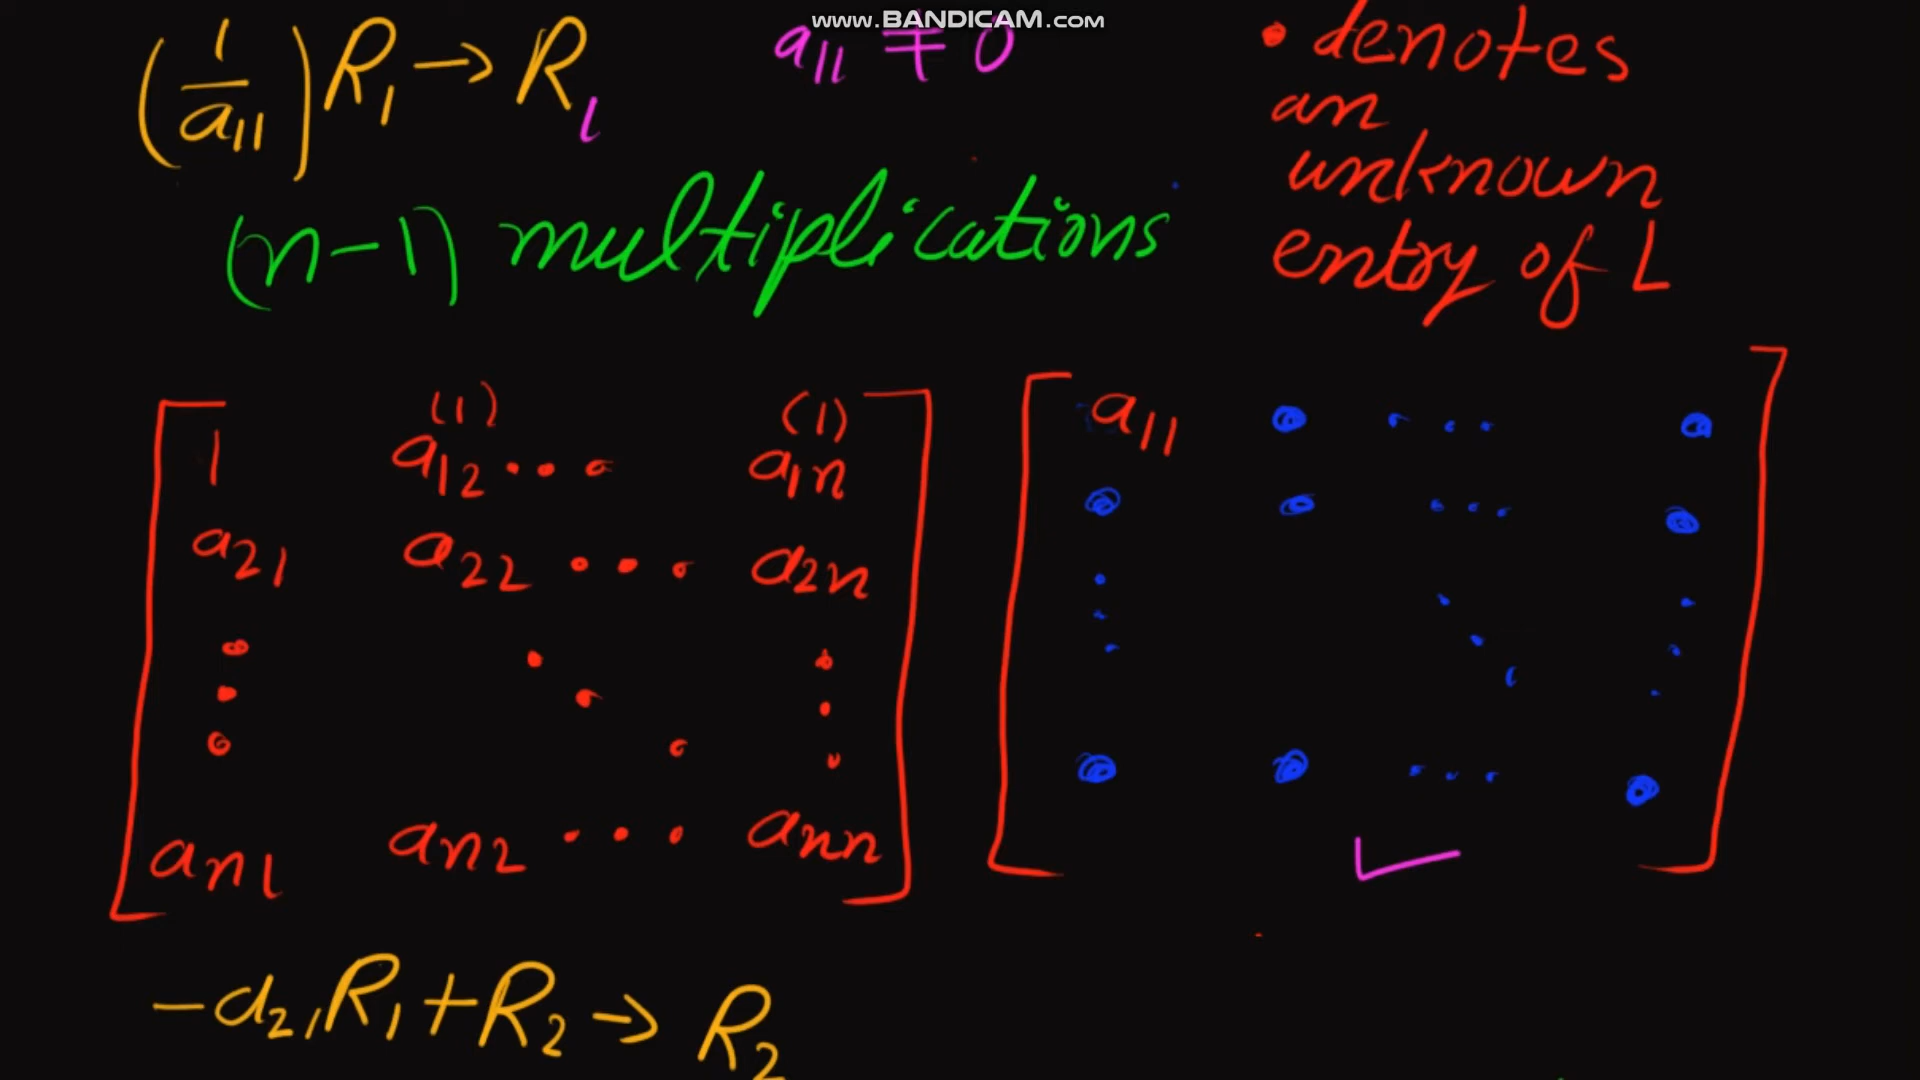 www.BANDICAM.com
(1/a₁₁) R₁ → R₁ a₁₁ ≠ 0
(n-1) multiplications
• denotes
an
unknown
entry of L
1 a₁₂⁽¹⁾ ... a₁ₙ⁽¹⁾
a₂₁ a₂₂ ... a₂ₙ
aₙ₁ aₙ₂ ... aₙₙ
a₁₁ • ... •
• • ... •
• • ... •
-a₂₁R₁ + R₂ → R₂